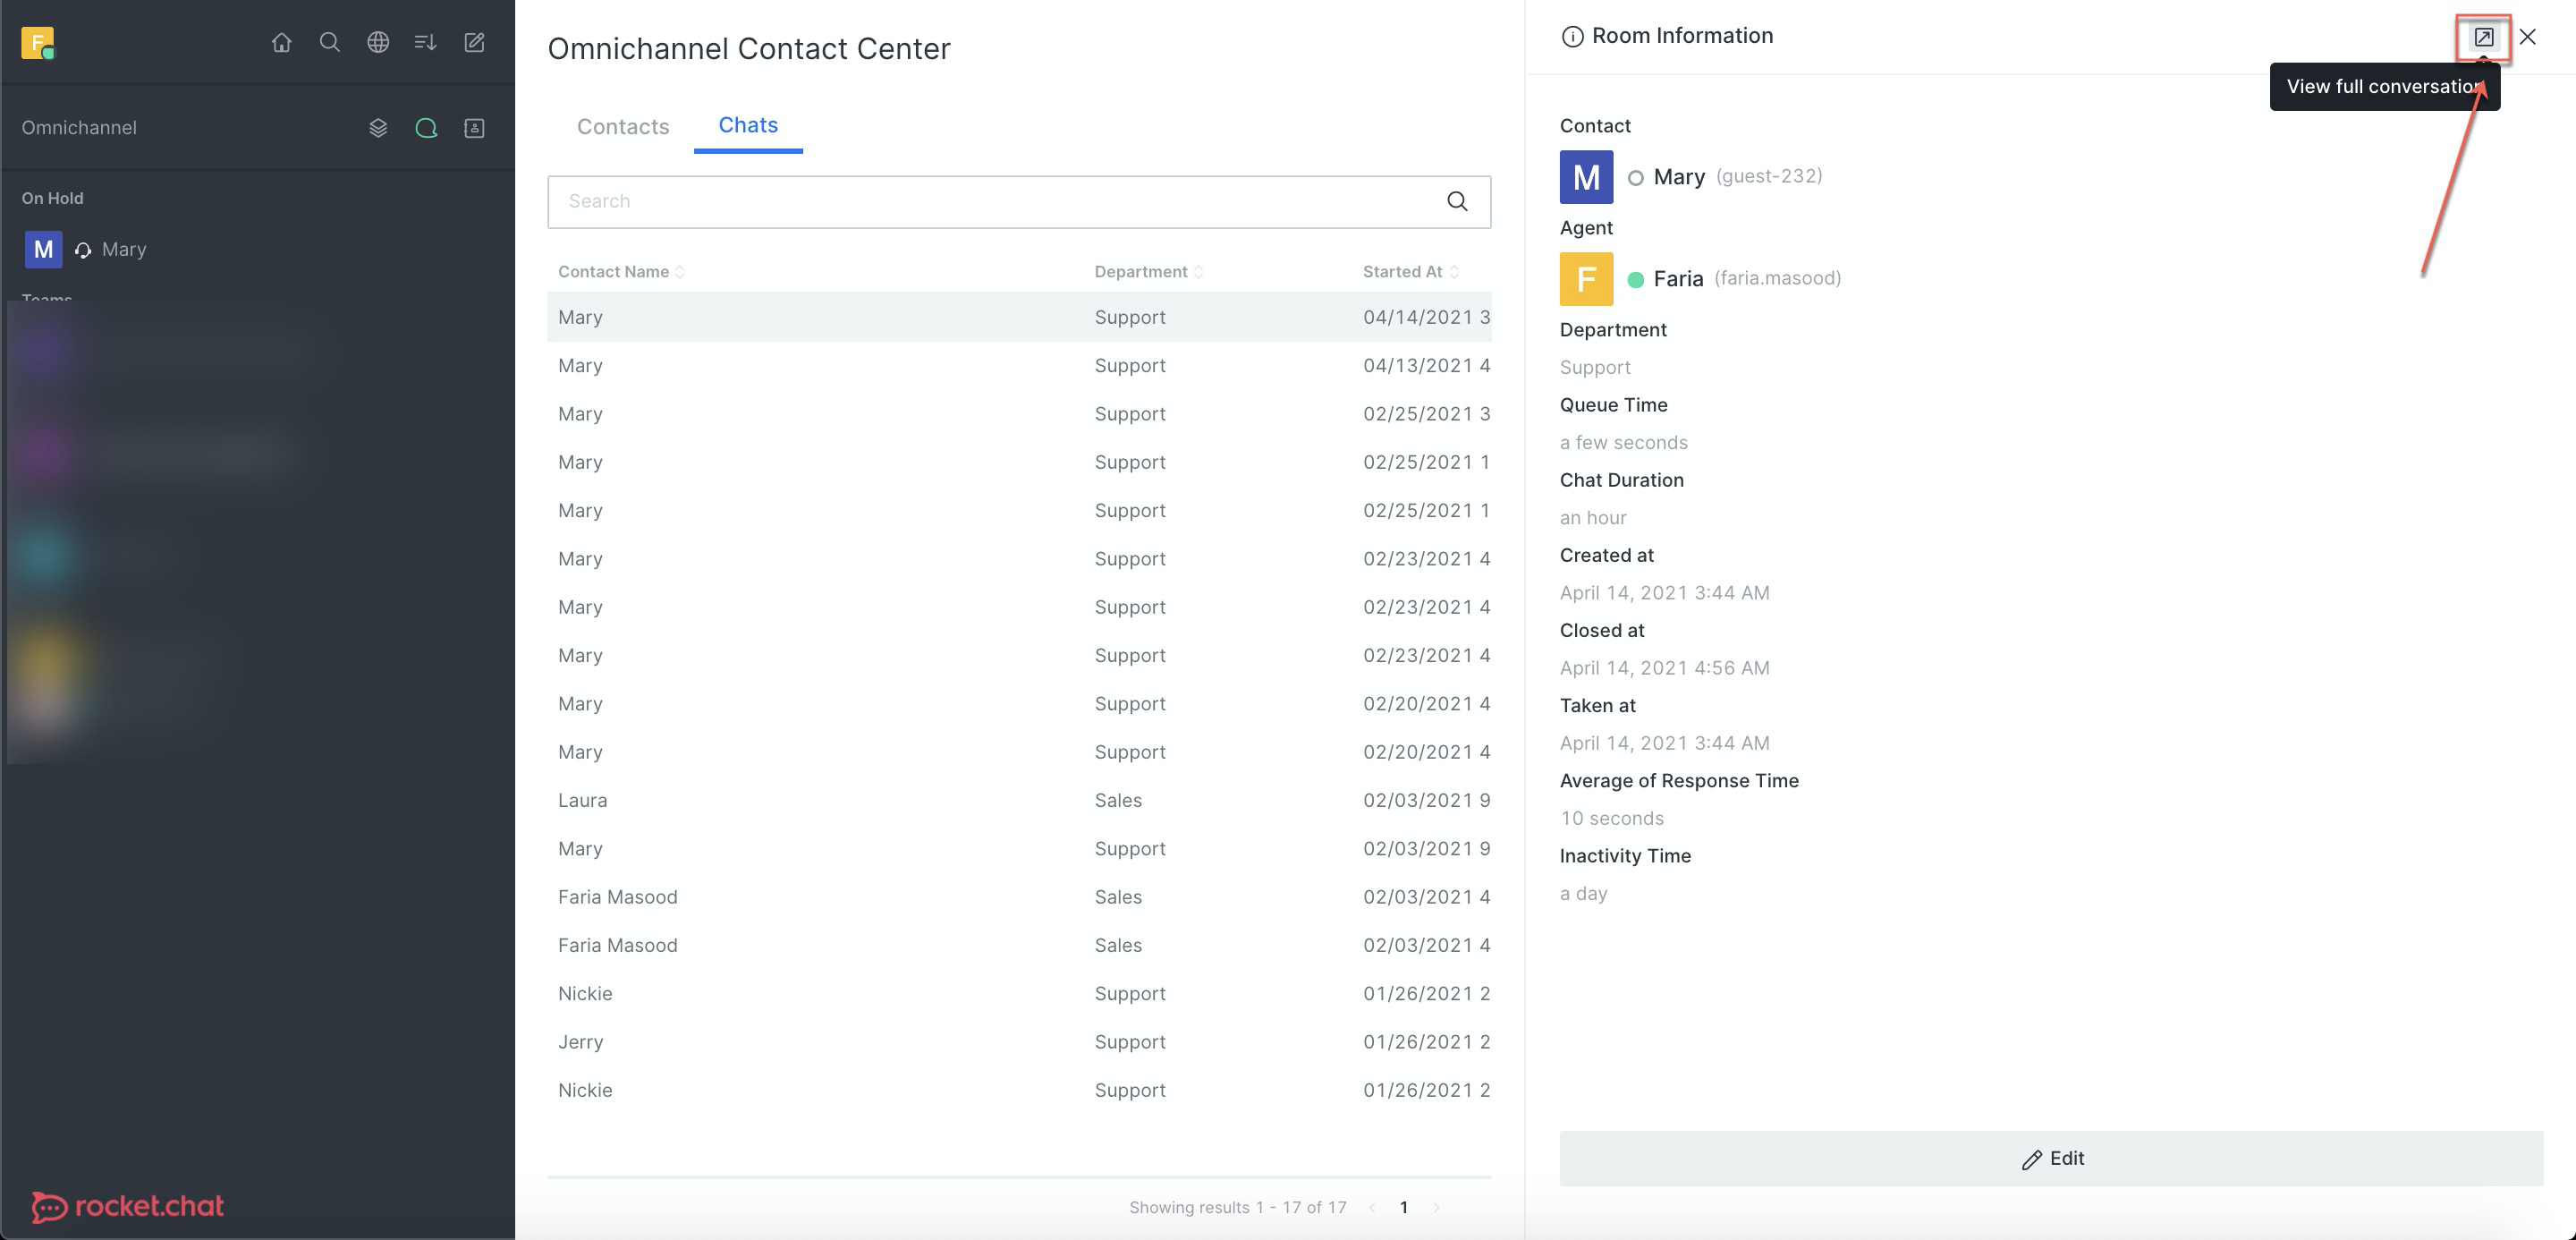 F
Omnichannel
On Hold
M Mary
Teams
rocket.chat
Omnichannel Contact Center
Contacts Chats
Search
Contact Name Department Started At
Mary Support 04/14/2021 3
Mary Support 04/13/2021 4
Mary Support 02/25/2021 3
Mary Support 02/25/2021 1
Mary Support 02/25/2021 1
Mary Support 02/23/2021 4
Mary Support 02/23/2021 4
Mary Support 02/23/2021 4
Mary Support 02/20/2021 4
Mary Support 02/20/2021 4
Laura Sales 02/03/2021 9
Mary Support 02/03/2021 9
Faria Masood Sales 02/03/2021 4
Faria Masood Sales 02/03/2021 4
Nickie Support 01/26/2021 2
Jerry Support 01/26/2021 2
Nickie Support 01/26/2021 2
Showing results 1 - 17 of 17 1
Room Information
View full conversation
Contact
M Mary (guest-232)
Agent
F Faria (faria.masood)
Department
Support
Queue Time
a few seconds
Chat Duration
an hour
Created at
April 14, 2021 3:44 AM
Closed at
April 14, 2021 4:56 AM
Taken at
April 14, 2021 3:44 AM
Average of Response Time
10 seconds
Inactivity Time
a day
Edit